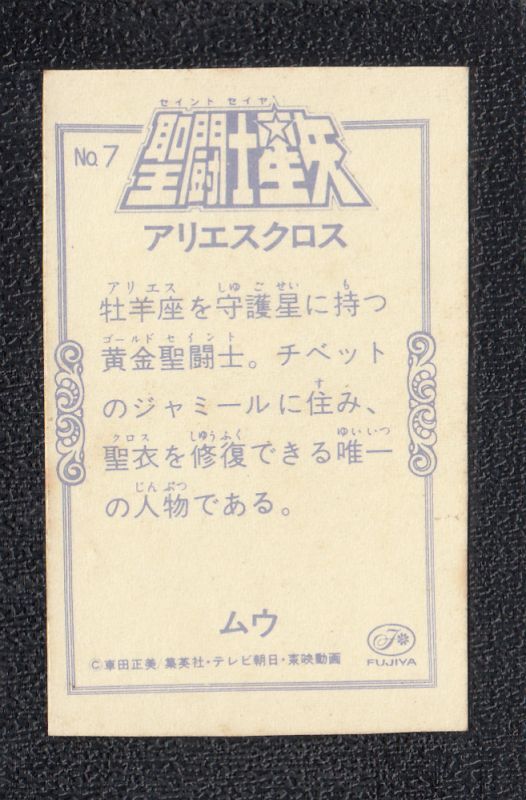 セイント セイヤ
No.7 聖闘士星矢
アリエスクロス
アリエス しゅごせい も
牡羊座を守護星に持つ
ゴールドセイント
黄金聖闘士。チベット
す
のジャミールに住み、
クロス しゅうふく ゆいいつ
聖衣を修復できる唯一
じんぶつ
の人物である。
ムウ
©車田正美/集英社・テレビ朝日・東映動画
FUJIYA